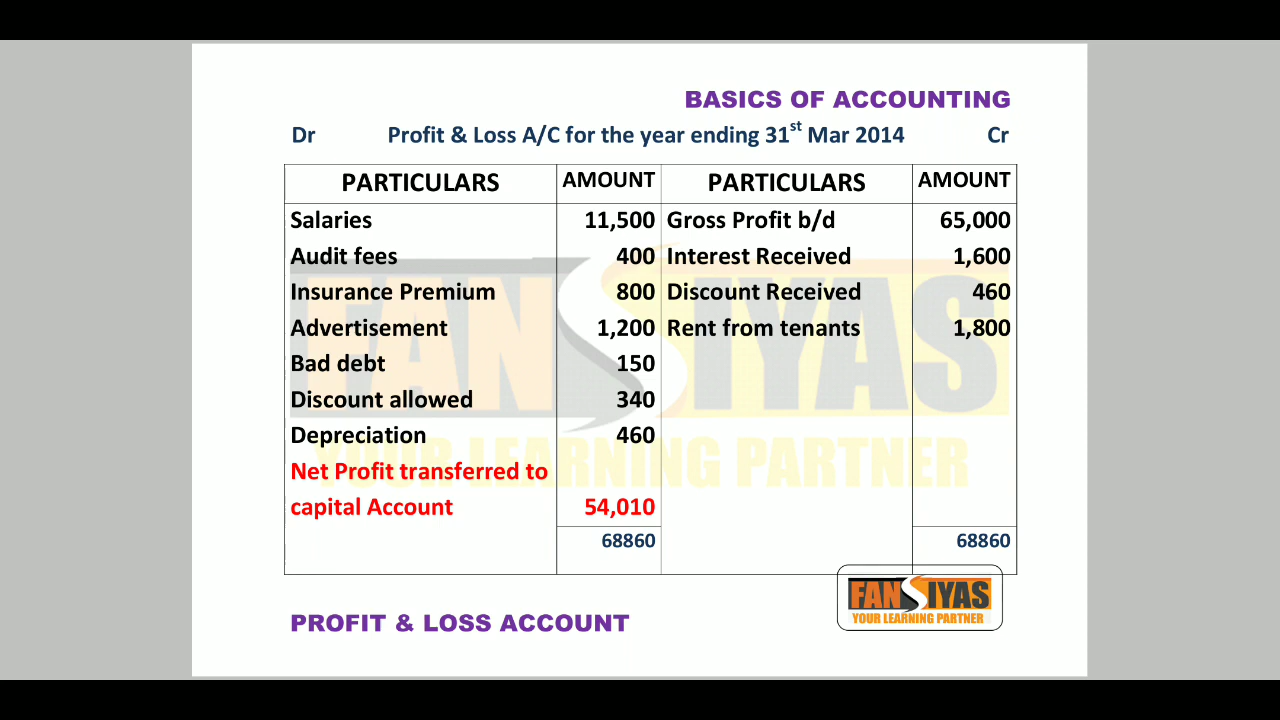 BASICS OF ACCOUNTING
Dr Profit & Loss A/C for the year ending 31st Mar 2014 Cr
PARTICULARS AMOUNT PARTICULARS AMOUNT
Salaries 11,500 Gross Profit b/d 65,000
Audit fees 400 Interest Received 1,600
Insurance Premium 800 Discount Received 460
Advertisement 1,200 Rent from tenants 1,800
Bad debt 150
Discount allowed 340
Depreciation 460
Net Profit transferred to
capital Account 54,010
68860 68860
FANSIYAS
YOUR LEARNING PARTNER
PROFIT & LOSS ACCOUNT
FANSIYAS
YOUR LEARNING PARTNER